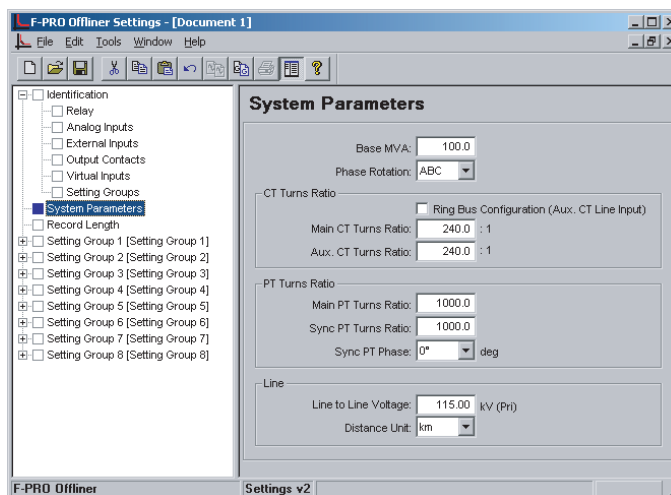 F-PRO Offliner Settings - [Document 1]
File Edit Tools Window Help
Identification
Relay
Analog Inputs
External Inputs
Output Contacts
Virtual Inputs
Setting Groups
System Parameters
Record Length
Setting Group 1 [Setting Group 1]
Setting Group 2 [Setting Group 2]
Setting Group 3 [Setting Group 3]
Setting Group 4 [Setting Group 4]
Setting Group 5 [Setting Group 5]
Setting Group 6 [Setting Group 6]
Setting Group 7 [Setting Group 7]
Setting Group 8 [Setting Group 8]
System Parameters
Base MVA: 100.0
Phase Rotation: ABC
CT Turns Ratio
Ring Bus Configuration (Aux. CT Line Input)
Main CT Turns Ratio: 240.0 : 1
Aux. CT Turns Ratio: 240.0 : 1
PT Turns Ratio
Main PT Turns Ratio: 1000.0
Sync PT Turns Ratio: 1000.0
Sync PT Phase: 0° deg
Line
Line to Line Voltage: 115.00 kV (Pri)
Distance Unit: km
F-PRO Offliner Settings v2